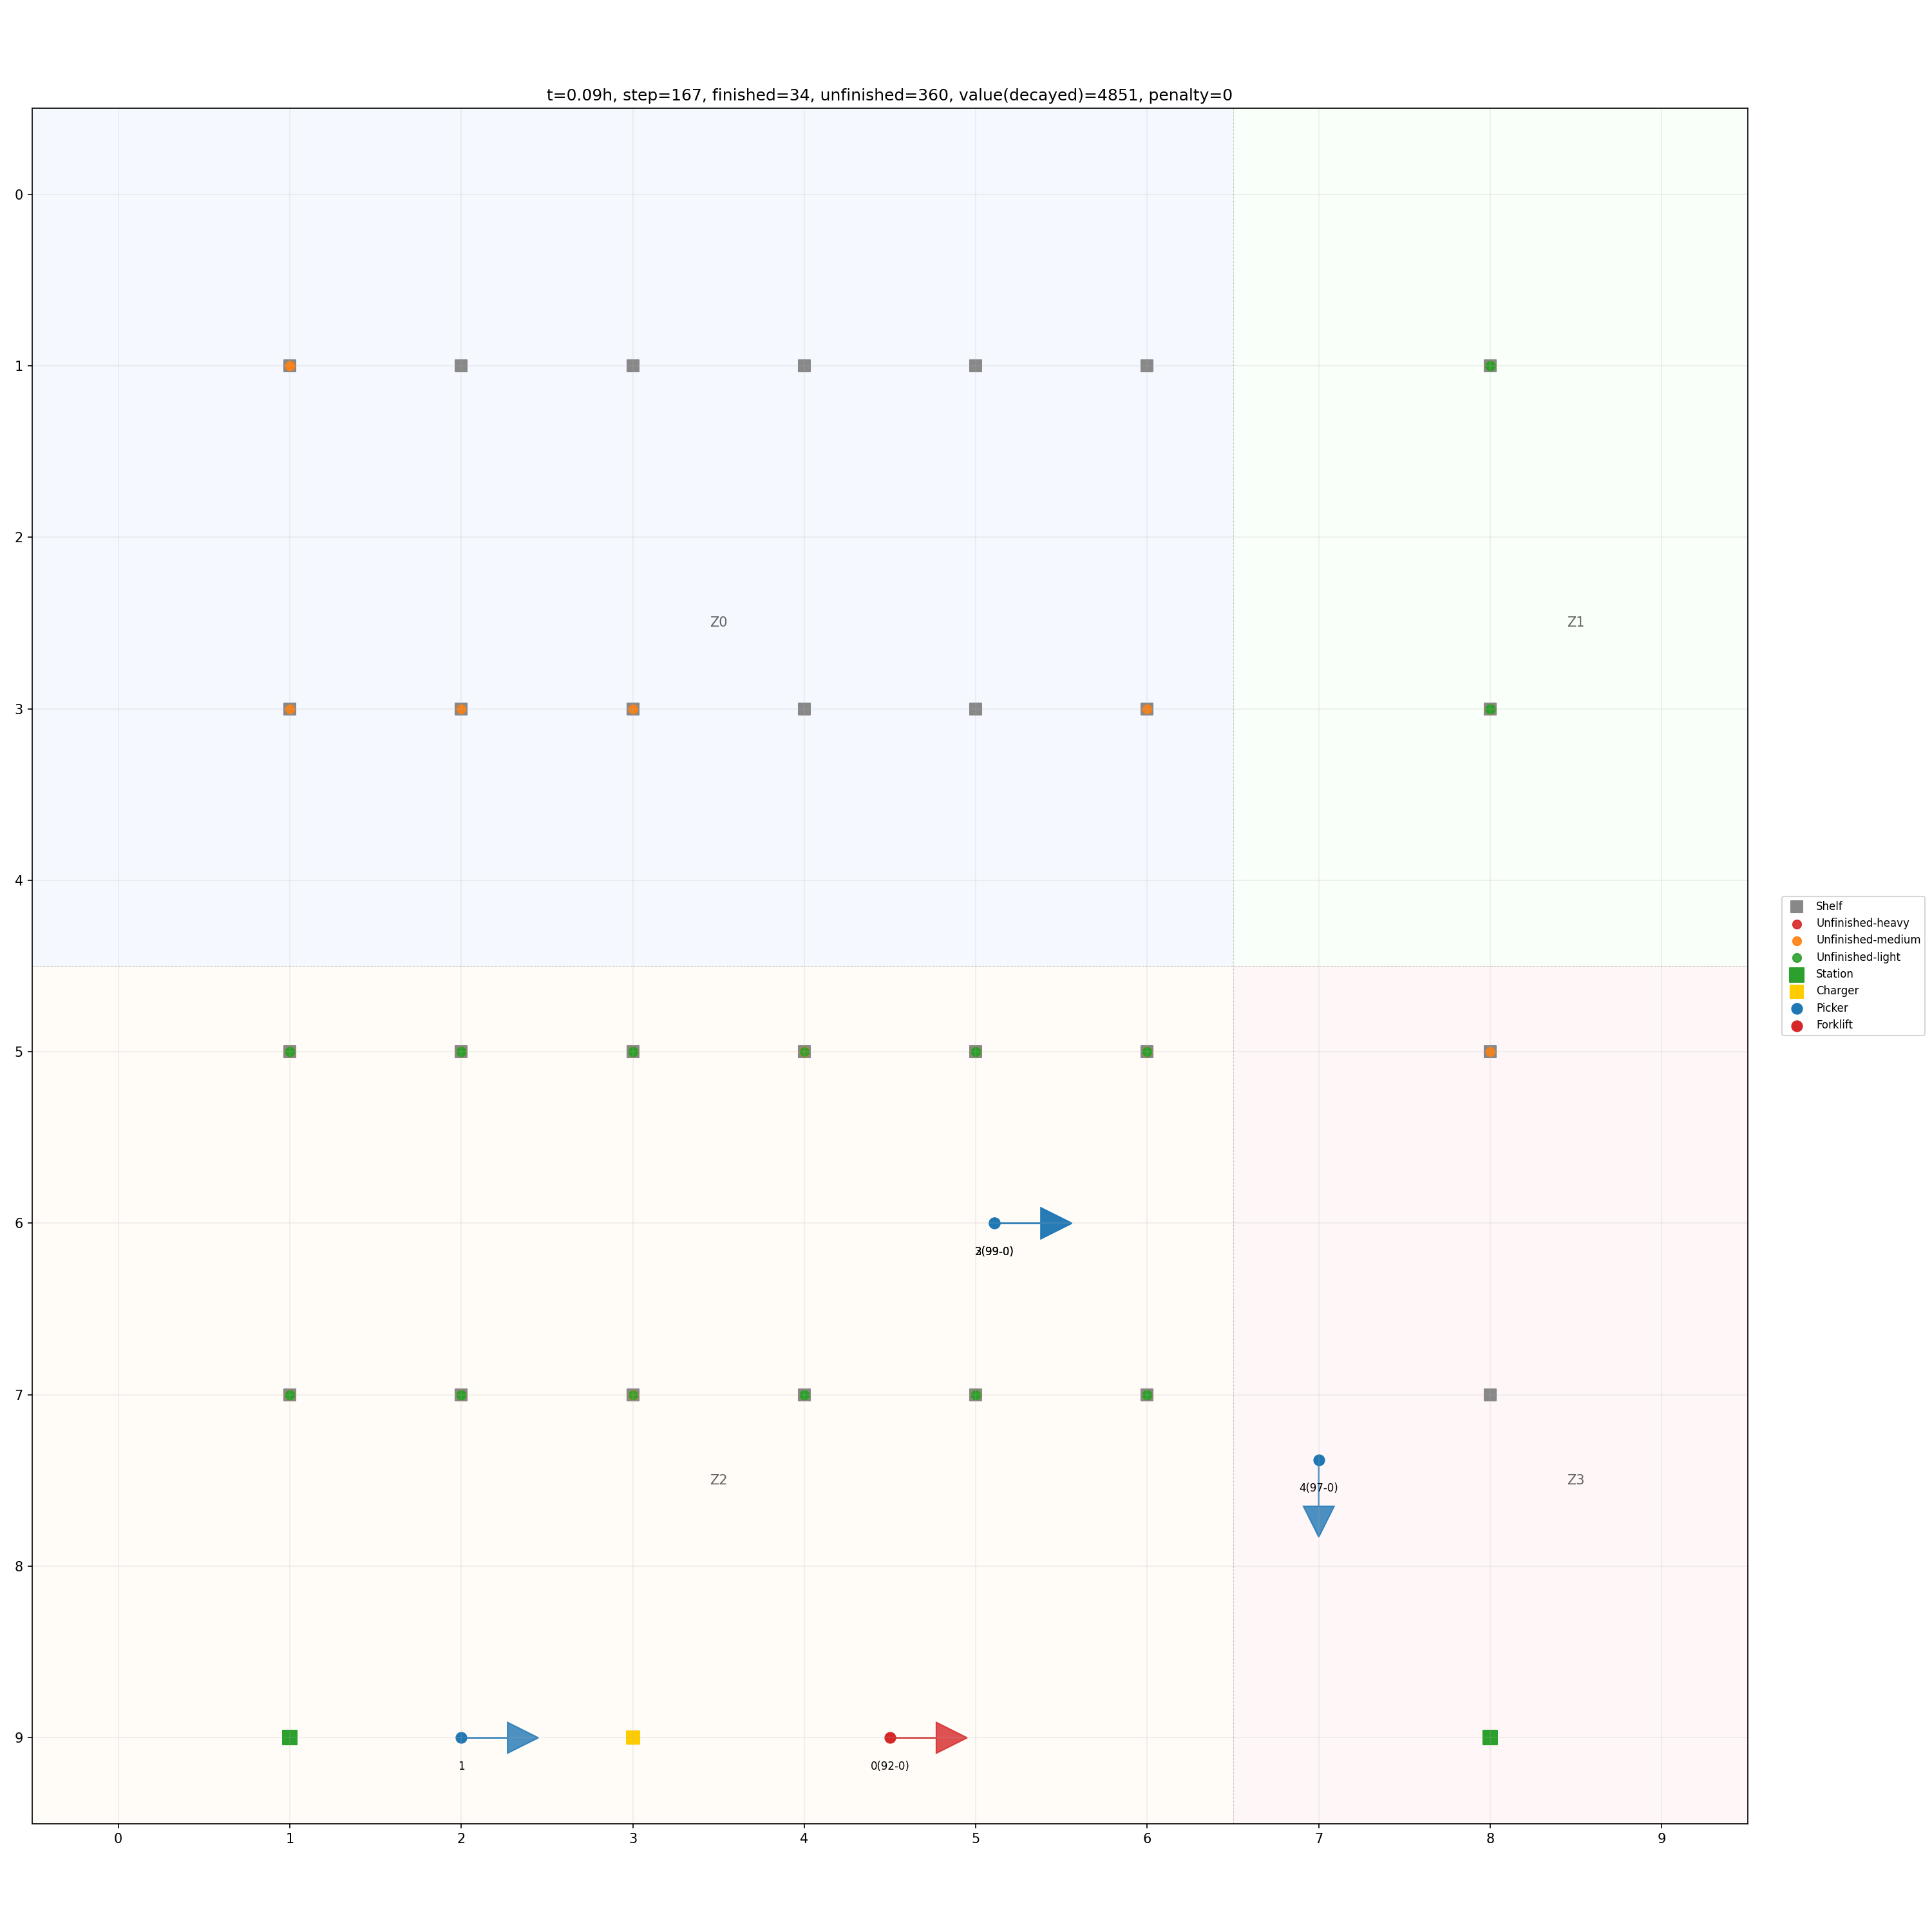 t=0.09h, step=167, finished=34, unfinished=360, value(decayed)=4851, penalty=0
0
1
2
Z0
Z1
3
4
Shelf
Unfinished-heavy
Unfinished-medium
Unfinished-light
Station
Charger
Picker
Forklift
5
6
(99-0)
7
Z2
Z3
4(97-0)
8
9
1
0(92-0)
0
1
2
3
4
5
6
7
8
9